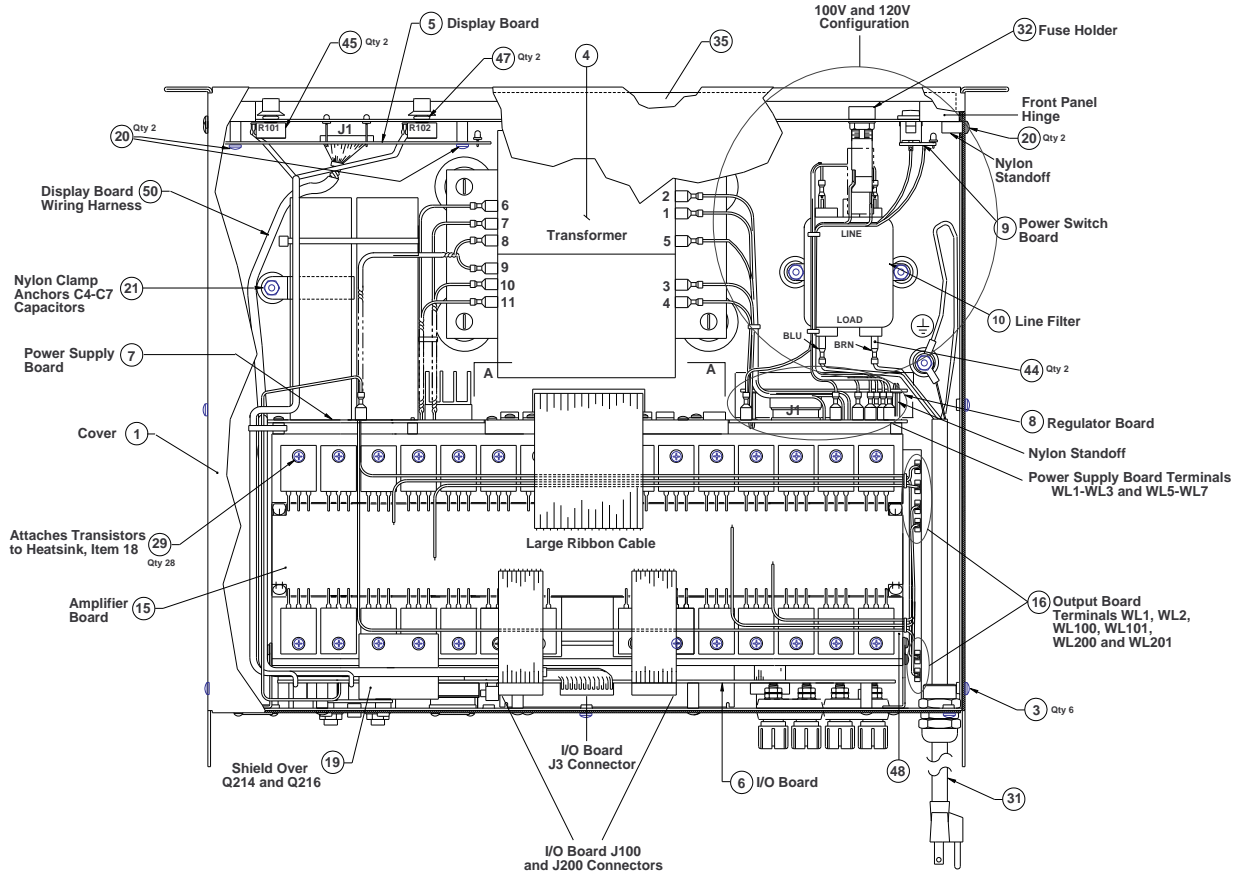 100V and 120V
Configuration
5 Display Board
45 Qty 2
47 Qty 2
4
35
32 Fuse Holder
Front Panel
Hinge
R101
J1
R102
20 Qty 2
20 Qty 2
Nylon
Standoff
Display Board 50
Wiring Harness
6
7
8
9
10
11
Transformer
2
1
5
3
4
LINE
LOAD
9 Power Switch
Board
Nylon Clamp
Anchors C4-C7 21
Capacitors
10 Line Filter
BLU
BRN
44 Qty 2
Power Supply 7
Board
A
A
J1
8 Regulator Board
Cover 1
Nylon Standoff
Power Supply Board Terminals
WL1-WL3 and WL5-WL7
Attaches Transistors
to Heatsink, Item 18 29
Qty 28
Large Ribbon Cable
Amplifier 15
Board
16 Output Board
Terminals WL1, WL2,
WL100, WL101,
WL200 and WL201
3 Qty 6
Shield Over 19
Q214 and Q216
I/O Board
J3 Connector
6 I/O Board
48
31
I/O Board J100
and J200 Connectors